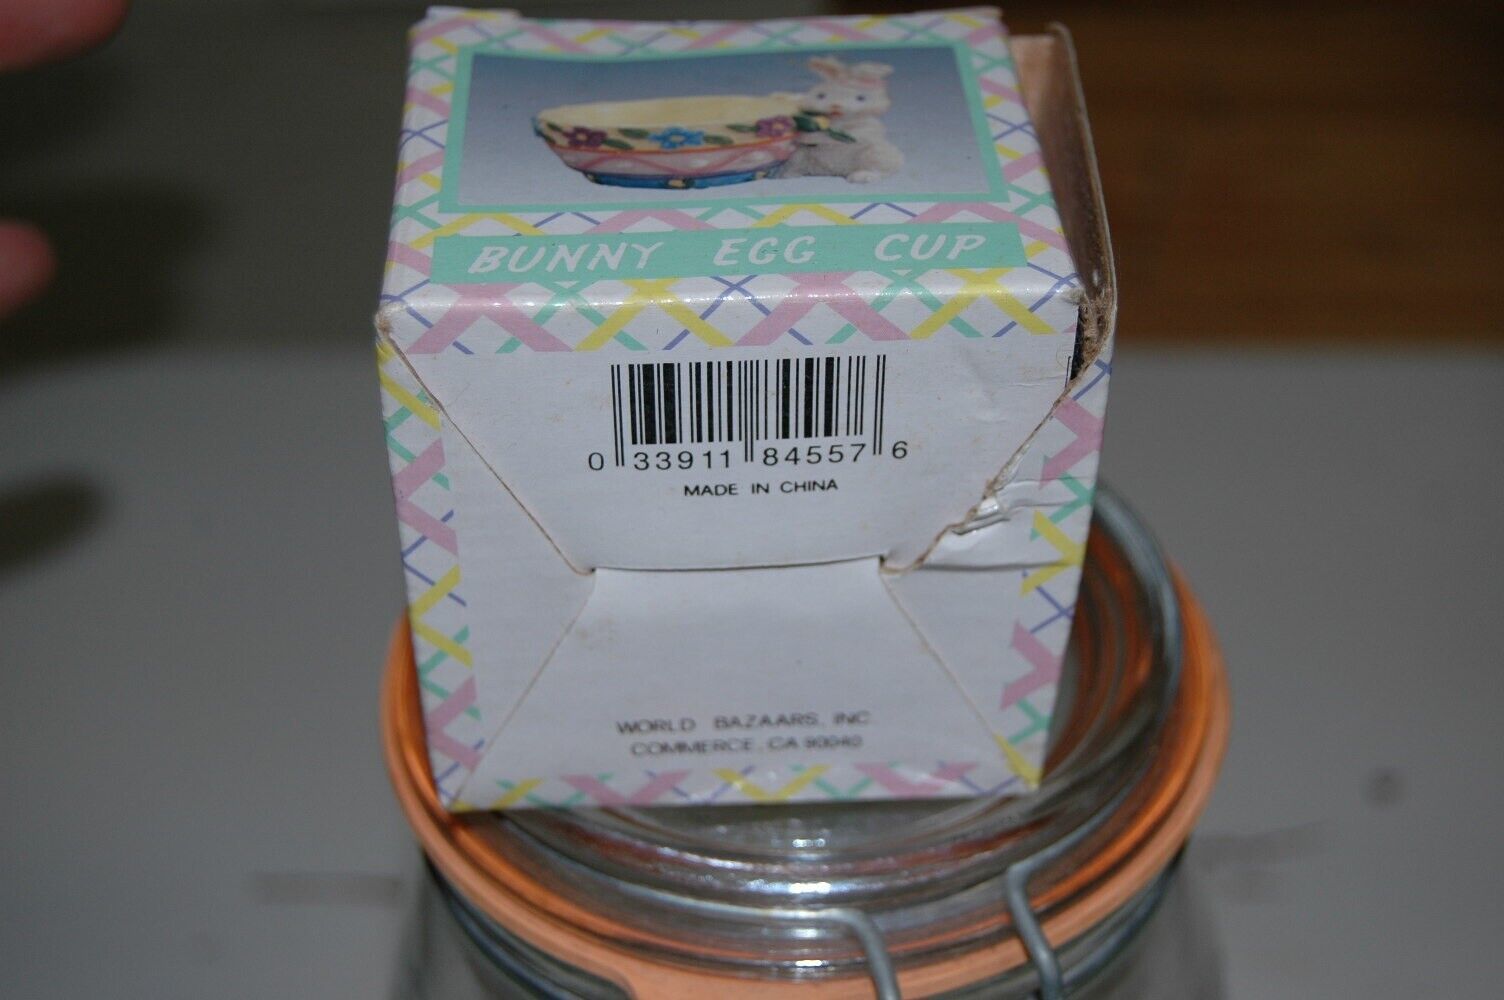 BUNNY EGG CUP
0 33911 84557 6
MADE IN CHINA
WORLD BAZAARS, INC.
COMMERCE, CA 90040